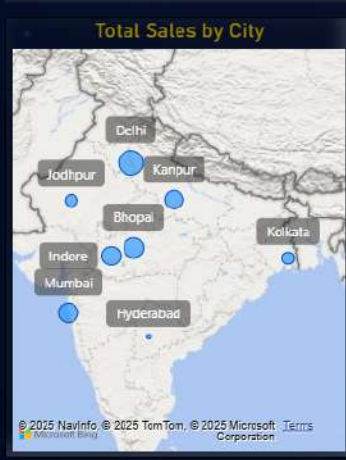 Total Sales by City
Delhi
Jodhpur
Kanpur
Bhopal
Kolkata
Indore
Mumbai
Hyderabad
© 2025 NavInfo, © 2025 TomTom, © 2025 Microsoft Terms
Microsoft Bing
Corporation